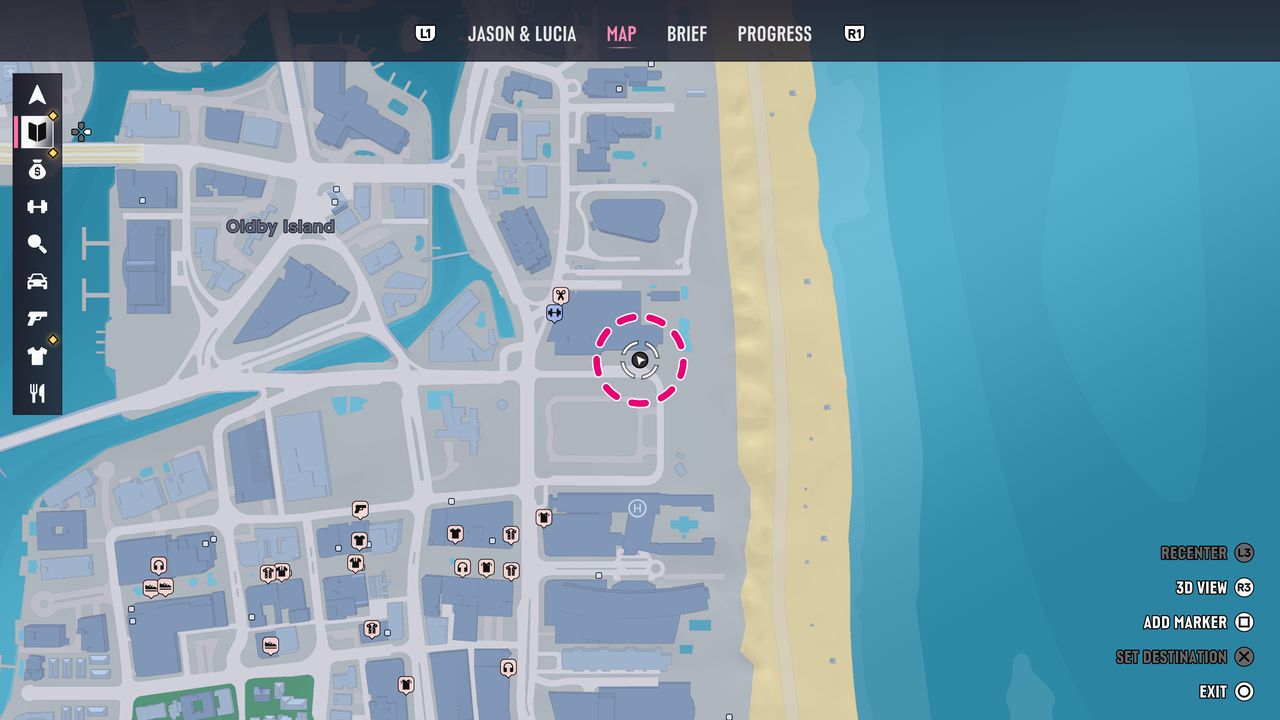 L1 JASON & LUCIA MAP BRIEF PROGRESS R1
H
$
Oldby Island
H
RECENTER L3
3D VIEW R3
ADD MARKER
SET DESTINATION
EXIT